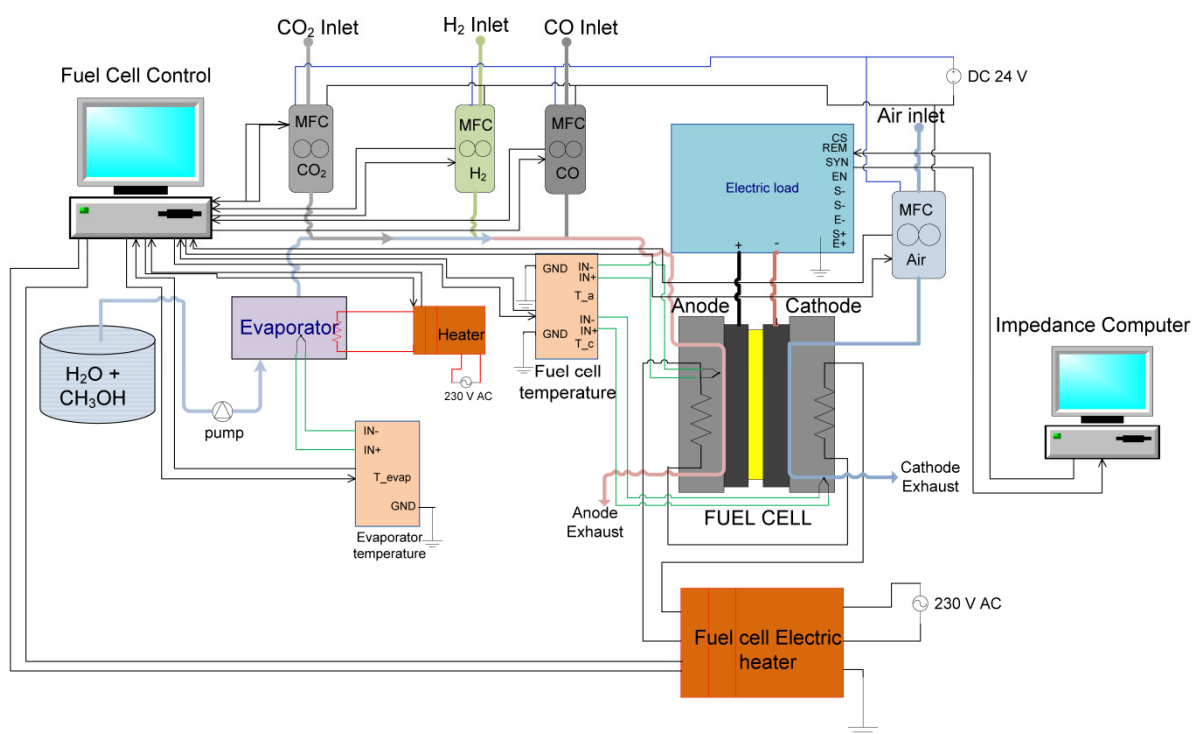 CO₂ Inlet
H₂ Inlet
CO Inlet
Fuel Cell Control
DC 24 V
MFC
CO₂
MFC
H₂
MFC
CO
Air inlet
MFC
Air
Electric load
CS
REM
SYN
EN
S-
S-
E-
S+
E+
+
-
GND
IN-
IN+
T_a
IN-
GND
IN+
T_c
Fuel cell
temperature
Anode
Cathode
Impedance Computer
Evaporator
Heater
230 V AC
H₂O +
CH₃OH
pump
IN-
IN+
T_evap
GND
Evaporator
temperature
Anode
Exhaust
FUEL CELL
Cathode
Exhaust
Fuel cell Electric
heater
230 V AC